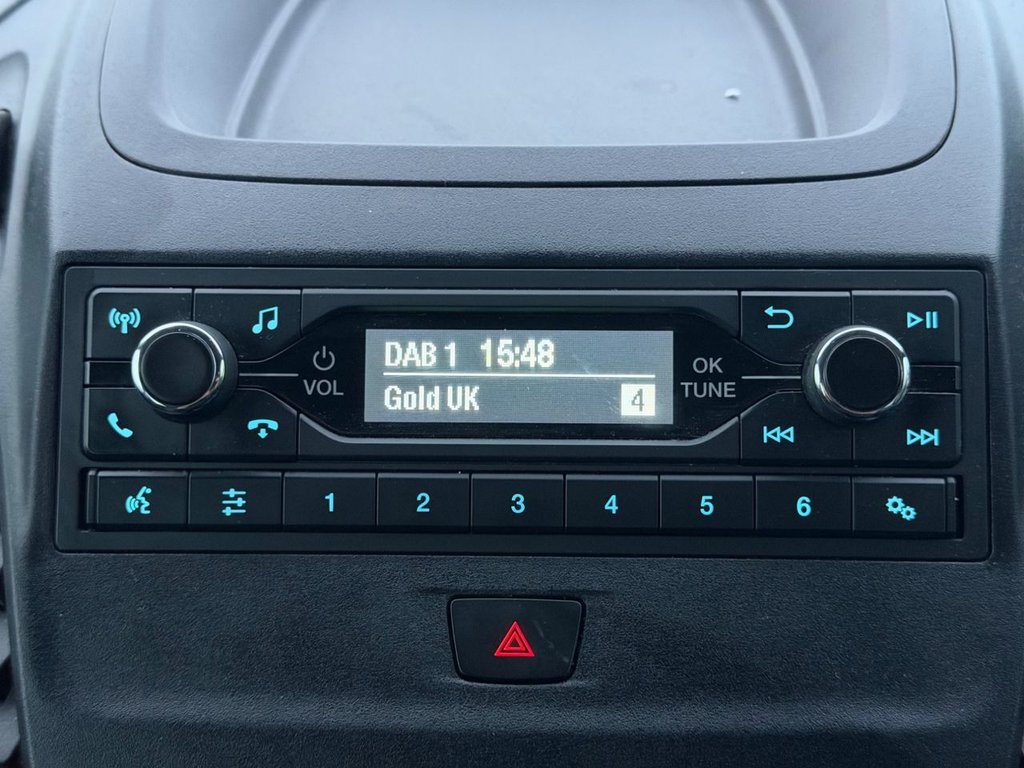 DAB 1 15:48
Gold UK 4
VOL
OK
TUNE
1 2 3 4 5 6